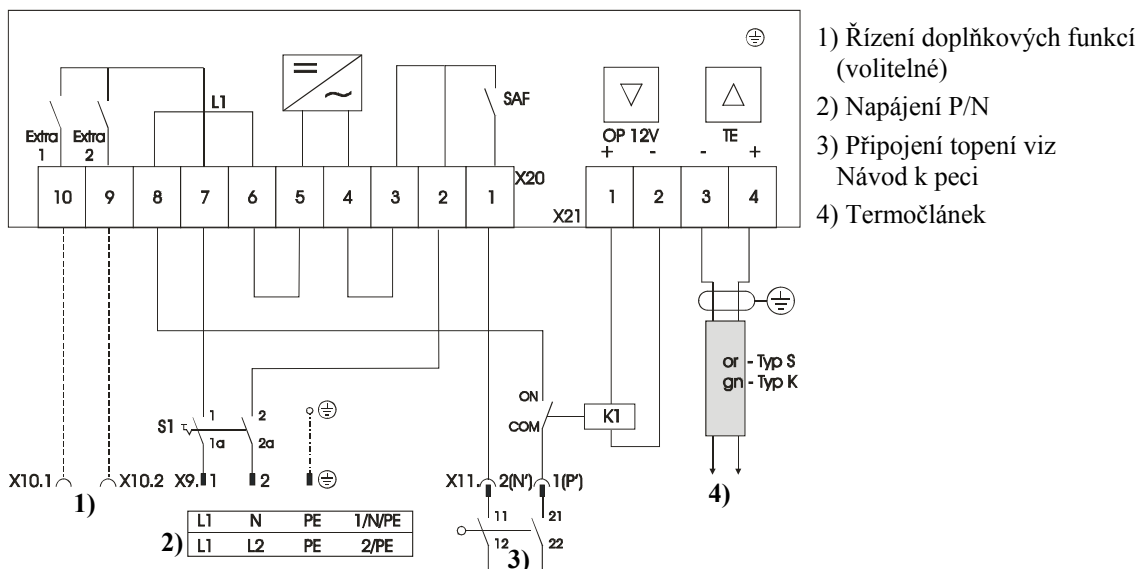 1) Řízení doplňkových funkcí
(volitelné)
2) Napájení P/N
3) Připojení topení viz
Návod k peci
4) Termočlánek
L1
SAF
Extra 1
Extra 2
OP 12V
+ -
TE
- +
10 9 8 7 6 5 4 3 2 1
X20
X21
1 2 3 4
or - Typ S
gn - Typ K
ON
COM
K1
S1
1 2
1a 2a
X10.1
X10.2
X9.
1 2
X11.
2(N') 1(P')
1)
4)
11 21
12 22
3)
2)
L1 N PE 1/N/PE
L1 L2 PE 2/PE